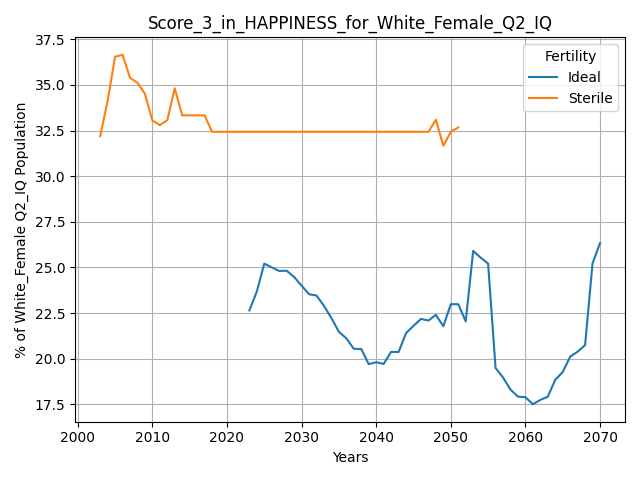 Score_3_in_HAPPINESS_for_White_Female_Q2_IQ
37.5
35.0
32.5
30.0
27.5
25.0
22.5
20.0
17.5
% of White_Female Q2_IQ Population
Fertility
Ideal
Sterile
2000 2010 2020 2030 2040 2050 2060 2070
Years